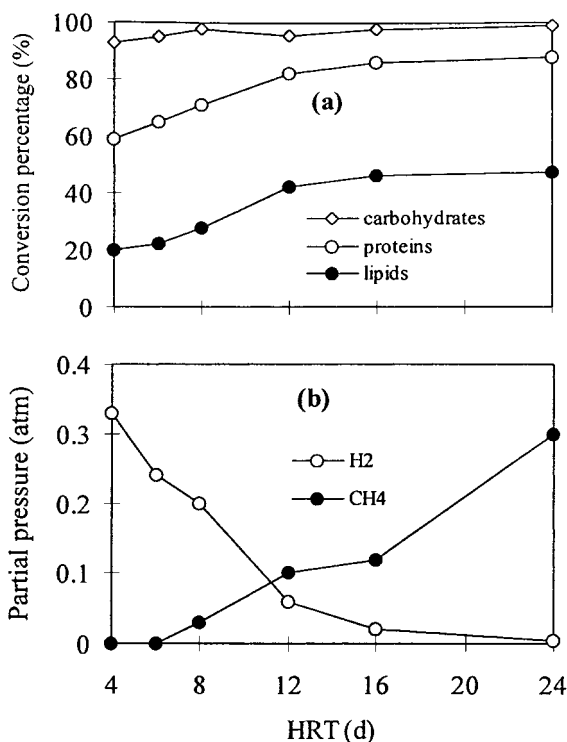 Conversion percentage (%)
100
80
60
40
20
0
(a)
carbohydrates
proteins
lipids
Partial pressure (atm)
0.4
0.3
0.2
0.1
0
(b)
H2
CH4
4
8
12
16
20
24
HRT (d)